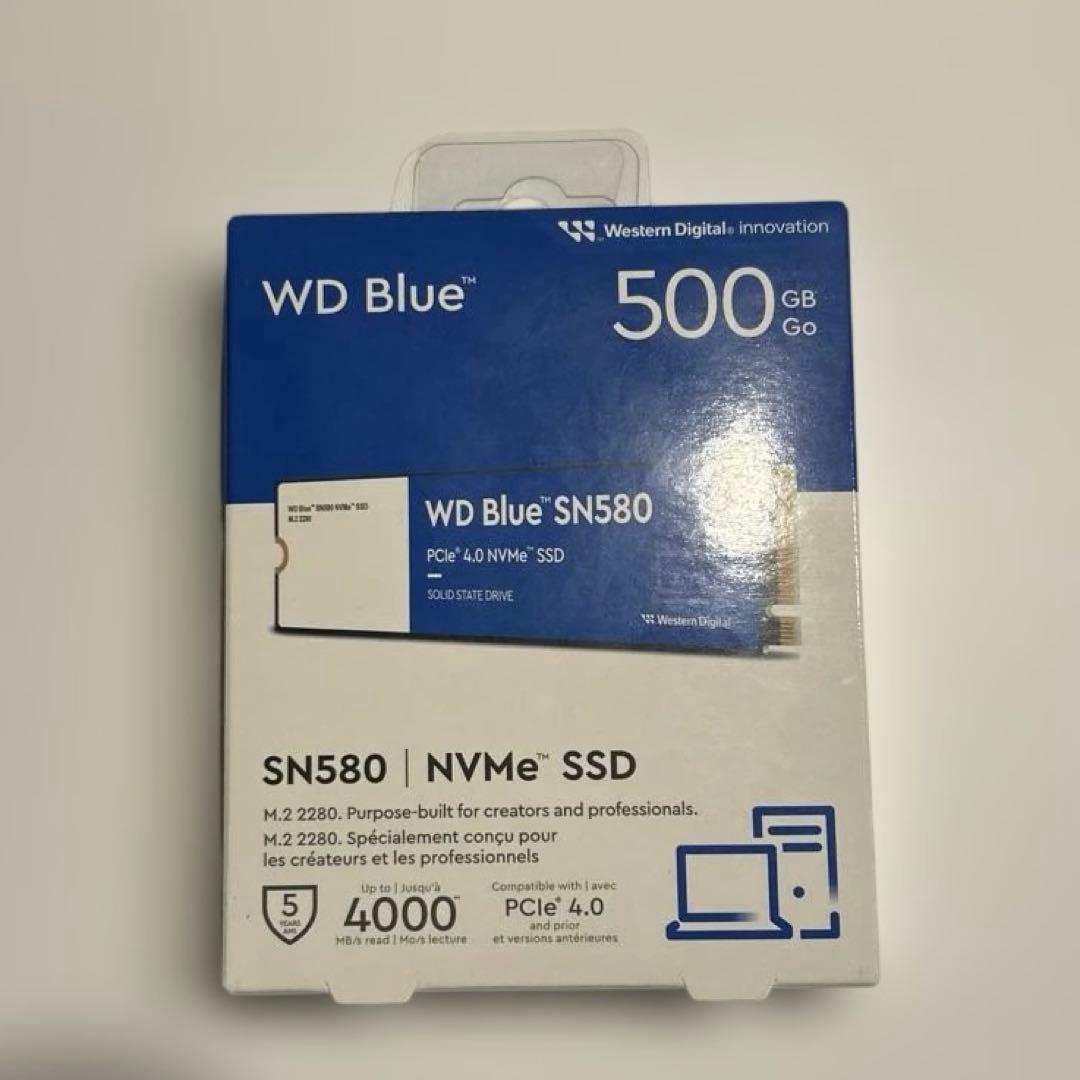 Western Digital® innovation
WD Blue™
500 GB
Go
WD Blue™ SN580 NVMe™ SSD
M.2 2280
WD Blue™ SN580
PCIe® 4.0 NVMe™ SSD
SOLID STATE DRIVE
Western Digital
SN580 | NVMe™ SSD
M.2 2280. Purpose-built for creators and professionals.
M.2 2280. Spécialement conçu pour
les créateurs et les professionnels
5
YEARS
ANS
Up to | Jusqu'à
4000
MB/s read | Mo/s lecture
Compatible with | avec
PCIe® 4.0
and prior
et versions antérieures